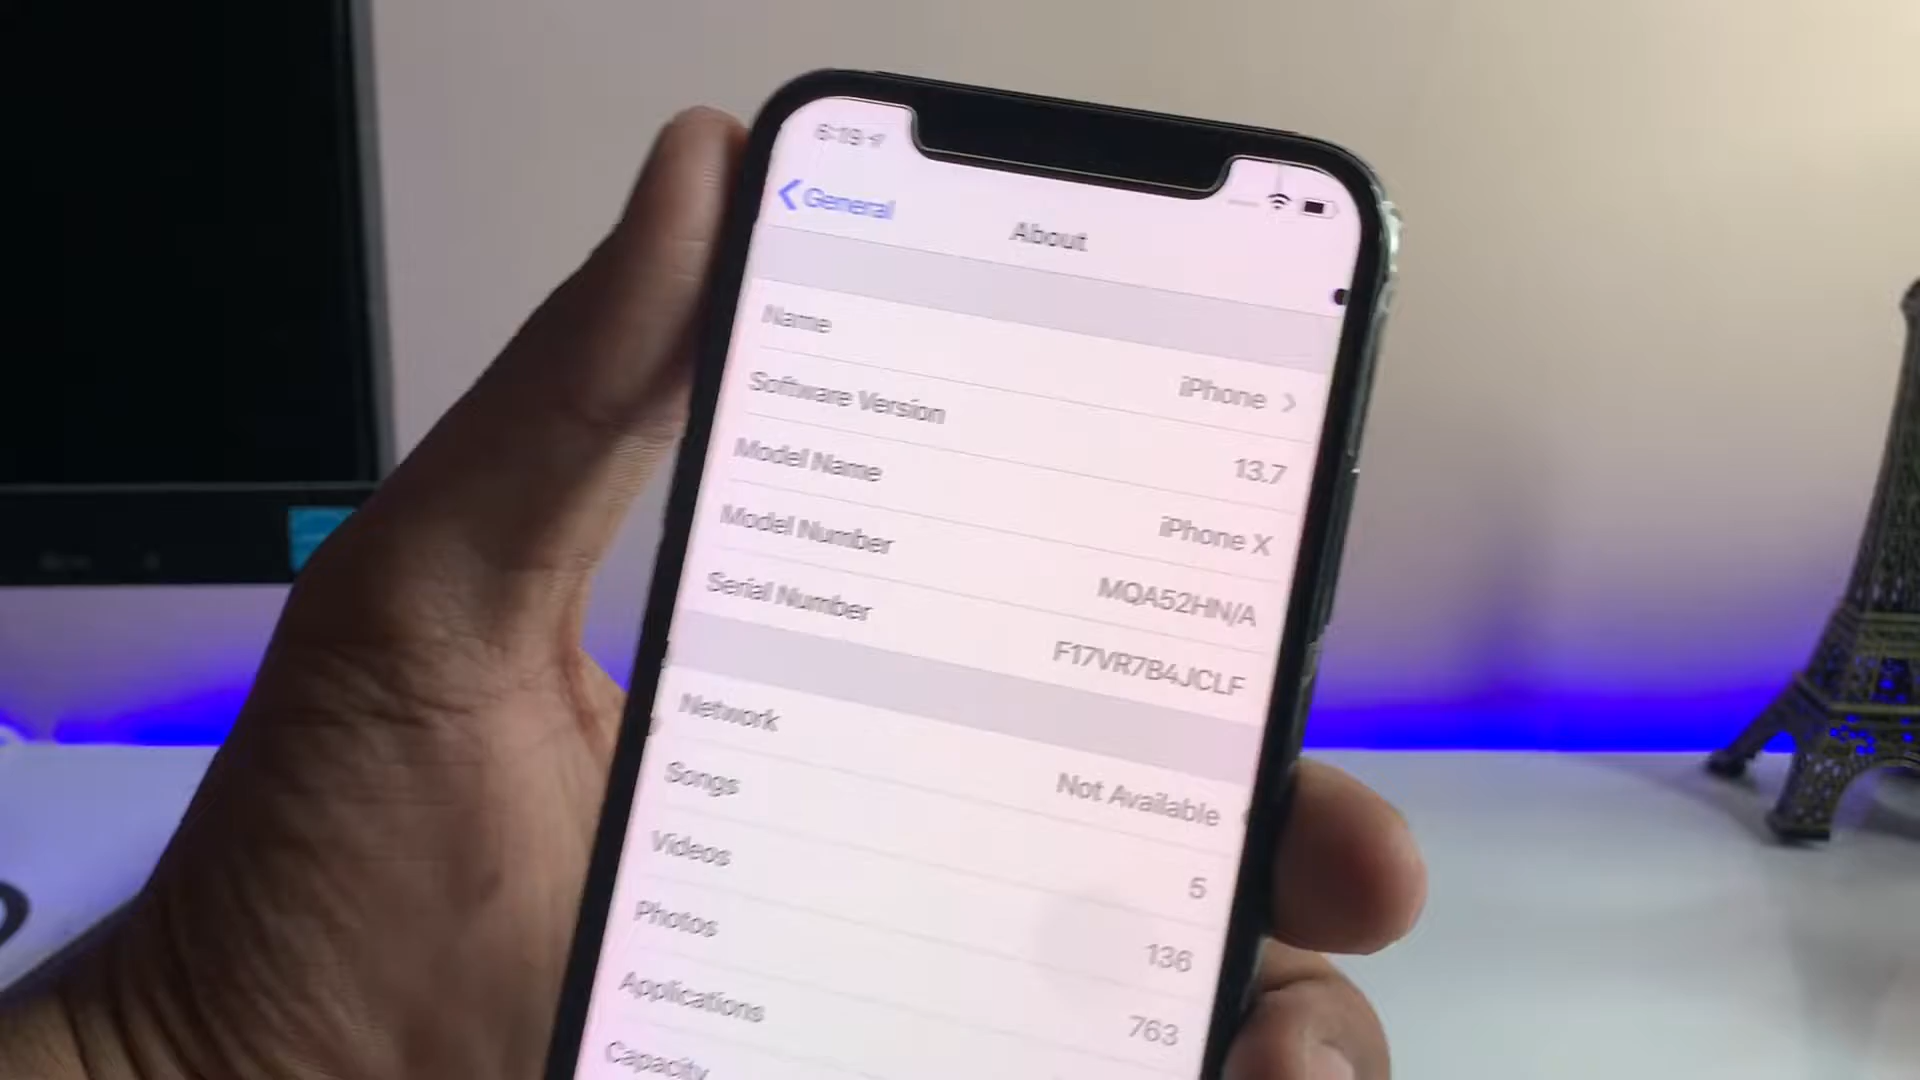 6:19
General
About
Name
iPhone
Software Version
13.7
Model Name
iPhone X
Model Number
MQA52HN/A
Serial Number
F17VR7B4JCLF
Network
Not Available
Songs
5
Videos
136
Photos
763
Applications
Capacity